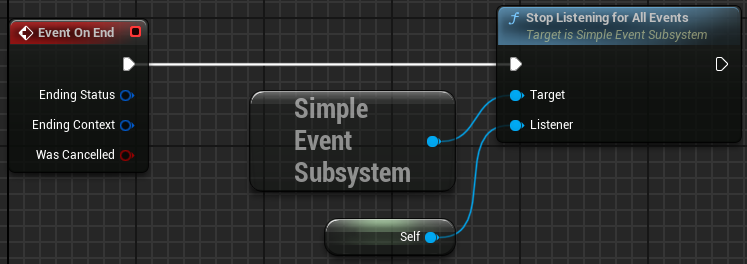 Event On End
Ending Status
Ending Context
Was Cancelled
Simple
Event
Subsystem
Self
f Stop Listening for All Events
Target is Simple Event Subsystem
Target
Listener